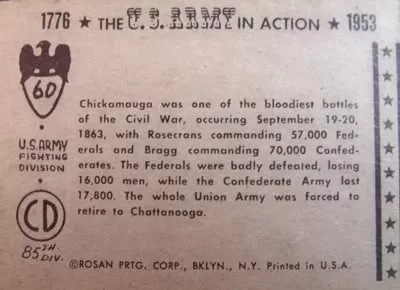 1776 ★ THE U.S. ARMY IN ACTION ★ 1953
60
Chickamauga was one of the bloodiest battles
of the Civil War, occurring September 19-20,
1863, with Rosecrans commanding 57,000 Fed-
erals and Bragg commanding 70,000 Confed-
erates. The Federals were badly defeated, losing
16,000 men, while the Confederate Army lost
17,800. The whole Union Army was forced to
retire to Chattanooga.
U.S. ARMY
FIGHTING
DIVISION
CD
85TH
DIV.
©ROSAN PRTG. CORP., BKLYN., N.Y. Printed in U.S.A.